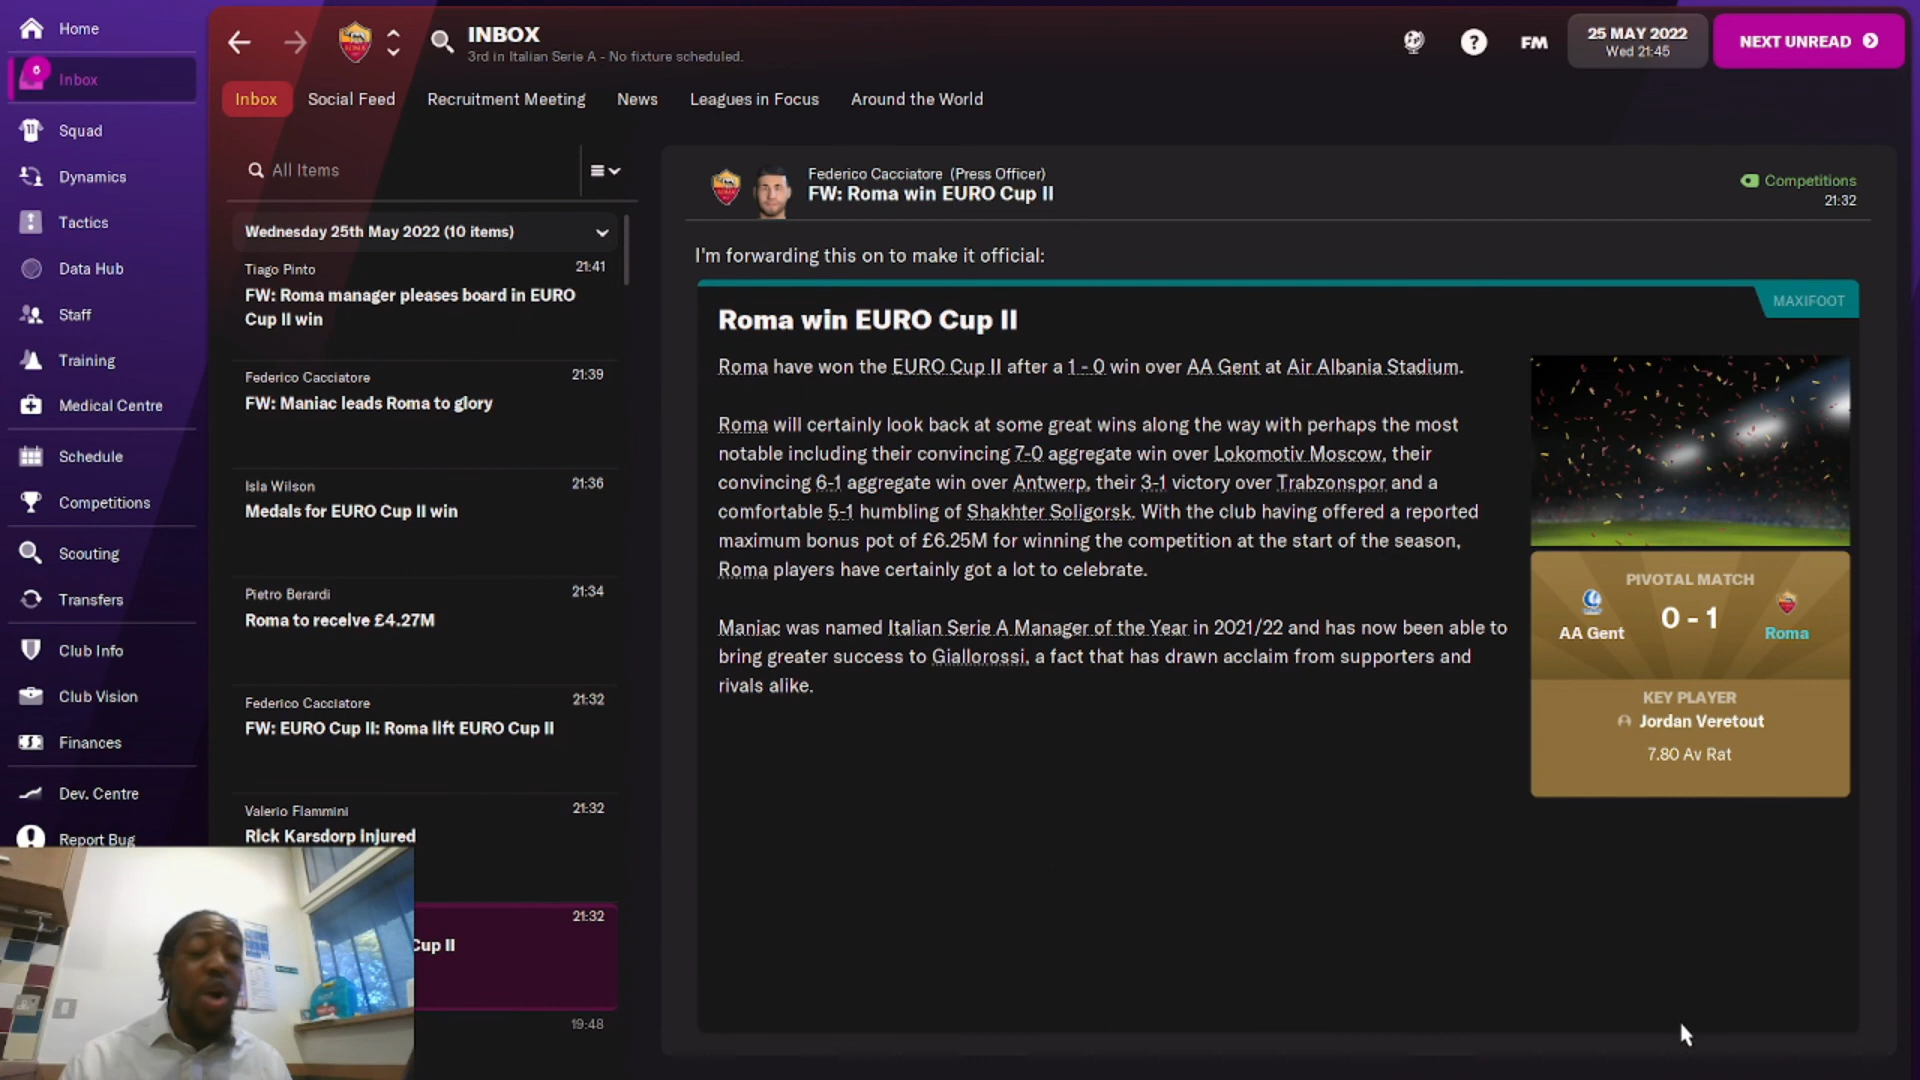 Home
Inbox
6
Squad
Dynamics
Tactics
Data Hub
Staff
Training
Medical Centre
Schedule
Competitions
Scouting
Transfers
Club Info
Club Vision
Finances
Dev. Centre
Report Bug
INBOX
3rd in Italian Serie A - No fixture scheduled.
FM
25 MAY 2022
Wed 21:45
NEXT UNREAD
Inbox
Social Feed
Recruitment Meeting
News
Leagues in Focus
Around the World
All Items
Wednesday 25th May 2022 (10 items)
Tiago Pinto
21:41
FW: Roma manager pleases board in EURO
Cup II win
Federico Cacciatore
21:39
FW: Maniac leads Roma to glory
Isla Wilson
21:36
Medals for EURO Cup II win
Pietro Berardi
21:34
Roma to receive £4.27M
Federico Cacciatore
21:32
FW: EURO Cup II: Roma lift EURO Cup II
Valerio Flammini
21:32
Rick Karsdorp Injured
21:32
Cup II
19:48
Federico Cacciatore (Press Officer)
FW: Roma win EURO Cup II
Competitions
21:32
I'm forwarding this on to make it official:
MAXIFOOT
Roma win EURO Cup II
Roma have won the EURO Cup II after a 1 - 0 win over AA Gent at Air Albania Stadium.
Roma will certainly look back at some great wins along the way with perhaps the most
notable including their convincing 7-0 aggregate win over Lokomotiv Moscow, their
convincing 6-1 aggregate win over Antwerp, their 3-1 victory over Trabzonspor and a
comfortable 5-1 humbling of Shakhter Soligorsk. With the club having offered a reported
maximum bonus pot of £6.25M for winning the competition at the start of the season,
Roma players have certainly got a lot to celebrate.
Maniac was named Italian Serie A Manager of the Year in 2021/22 and has now been able to
bring greater success to Giallorossi, a fact that has drawn acclaim from supporters and
rivals alike.
PIVOTAL MATCH
AA Gent
0 - 1
Roma
KEY PLAYER
Jordan Veretout
7.80 Av Rat